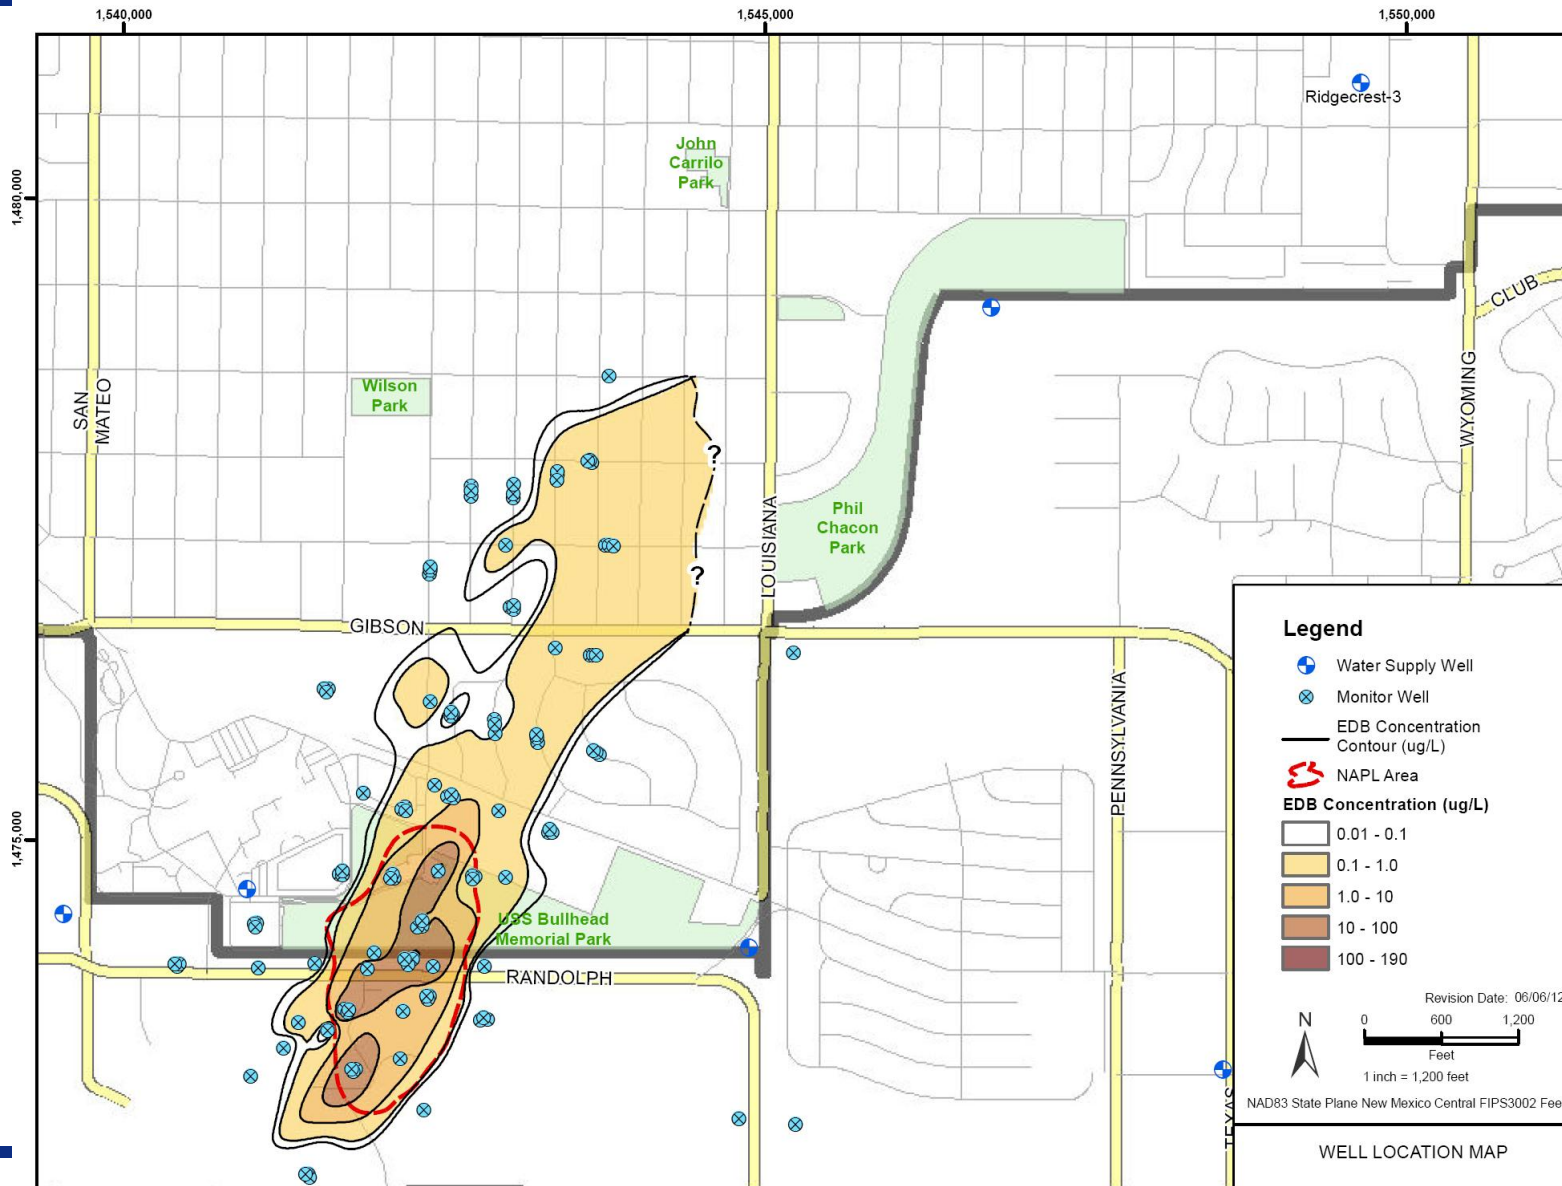 1,540,000
1,545,000
1,550,000
Ridgecrest-3
John
Carrilo
Park
1,480,000
CLUB
SAN
MATEO
Wilson
Park
WYOMING
?
LOUISIANA
Phil
Chacon
Park
?
GIBSON
PENNSYLVANIA
1,475,000
USS Bullhead
Memorial Park
RANDOLPH
TEXAS
Legend
Water Supply Well
Monitor Well
EDB Concentration
Contour (ug/L)
NAPL Area
EDB Concentration (ug/L)
0.01 - 0.1
0.1 - 1.0
1.0 - 10
10 - 100
100 - 190
Revision Date: 06/06/12
N
0 600 1,200
Feet
1 inch = 1,200 feet
NAD83 State Plane New Mexico Central FIPS3002 Fee
WELL LOCATION MAP